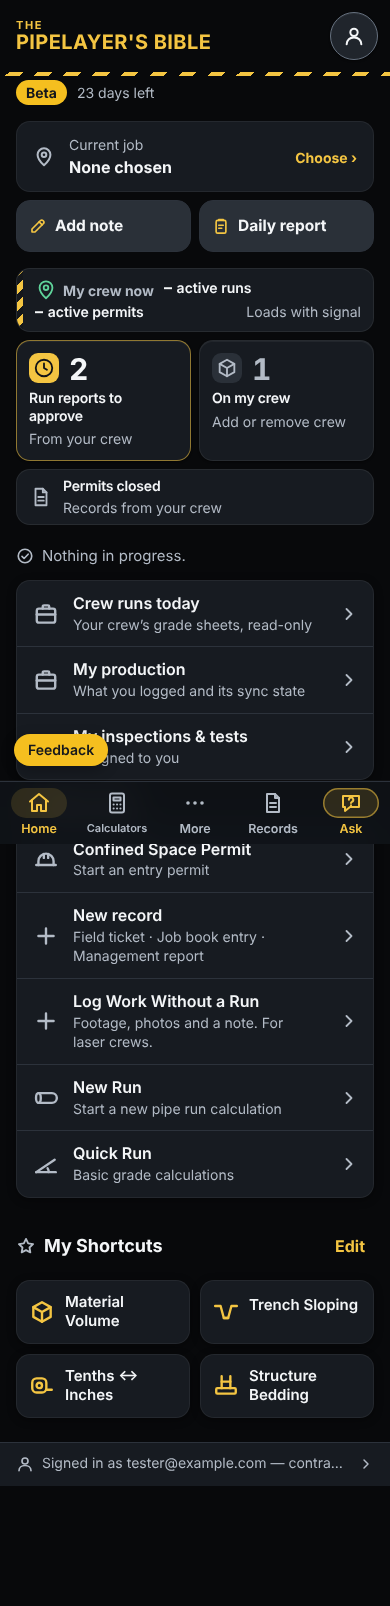 THE
PIPELAYER'S BIBLE
Beta 23 days left
Current job
None chosen
Choose ›
Add note
Daily report
My crew now – active runs
– active permits
Loads with signal
2
Run reports to
approve
From your crew
1
On my crew
Add or remove crew
Permits closed
Records from your crew
Nothing in progress.
Crew runs today
Your crew's grade sheets, read-only
My production
What you logged and its sync state
inspections & tests
Feedback
to you
Home
Calculators
More
Records
Ask
Confined Space Permit
Start an entry permit
New record
Field ticket · Job book entry ·
Management report
Log Work Without a Run
Footage, photos and a note. For
laser crews.
New Run
Start a new pipe run calculation
Quick Run
Basic grade calculations
My Shortcuts
Edit
Material
Volume
Trench Sloping
Tenths ↔
Inches
Structure
Bedding
Signed in as tester@example.com — contra...